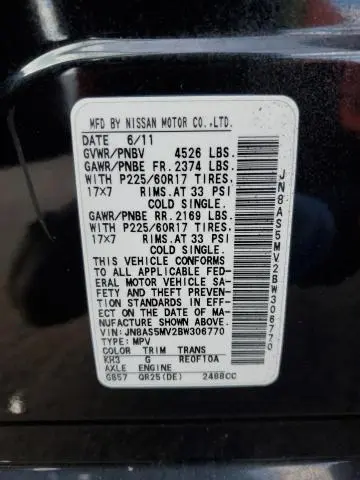 MFD BY NISSAN MOTOR CO.,LTD.
DATE 6/11
GVWR/PNBV 4526 LBS.
GAWR/PNBE FR. 2374 LBS.
WITH P225/60R17 TIRES.
17X7 RIMS.AT 33 PSI
COLD SINGLE.
GAWR/PNBE RR. 2169 LBS.
WITH P225/60R17 TIRES.
17X7 RIMS.AT 33 PSI
COLD SINGLE.
THIS VEHICLE CONFORMS
TO ALL APPLICABLE FED-
ERAL MOTOR VEHICLE SA-
FETY AND THEFT PREVENT-
ION STANDARDS IN EFFECT
ON THE DATE OF MA-
NUFACTURE SHOWN ABOVE.
VIN: JN8AS5MV2BW306770
TYPE: MPV
COLOR TRIM TRANS
KH3 G RE0F10A
AXLE ENGINE
GB57 QR25(DE) 2488CC
JN8AS5MV2BW306770